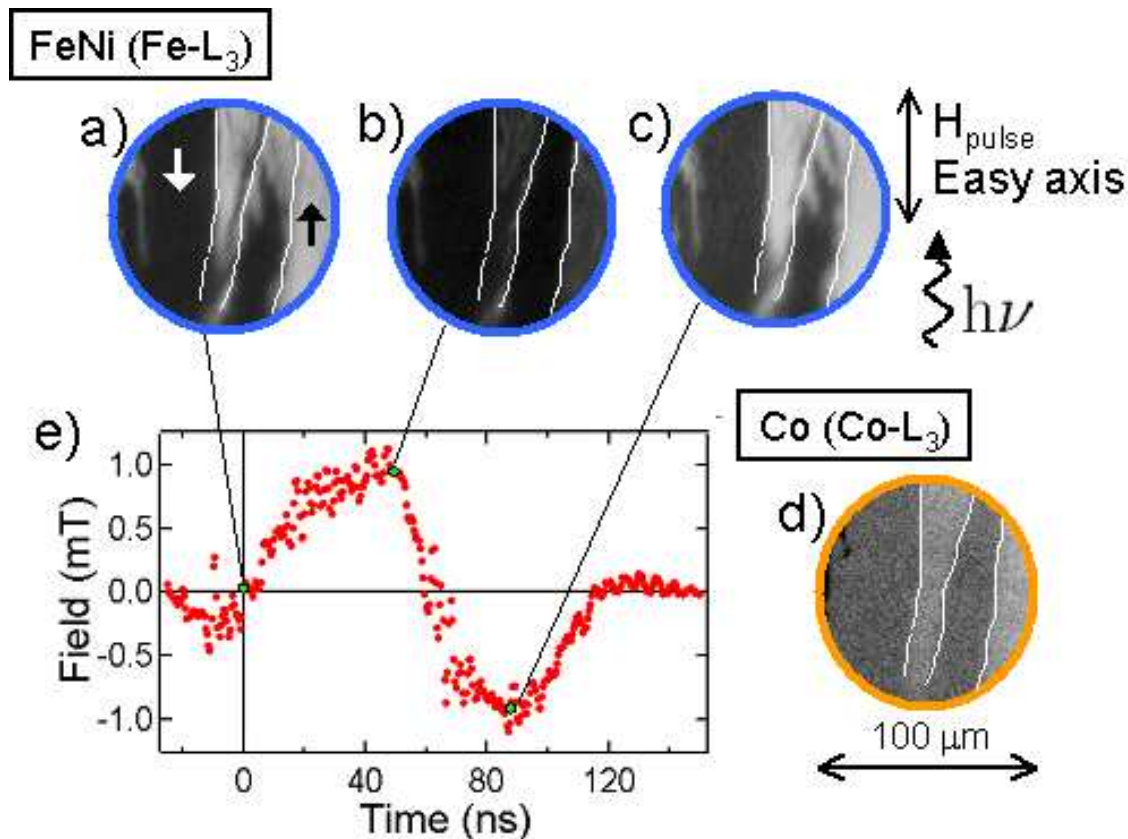 FeNi (Fe-L₃)
a)
b)
c)
H_pulse
Easy axis
hν
e)
Co (Co-L₃)
d)
100 μm
1.0
0.5
0.0
-0.5
-1.0
Field (mT)
0 40 80 120
Time (ns)